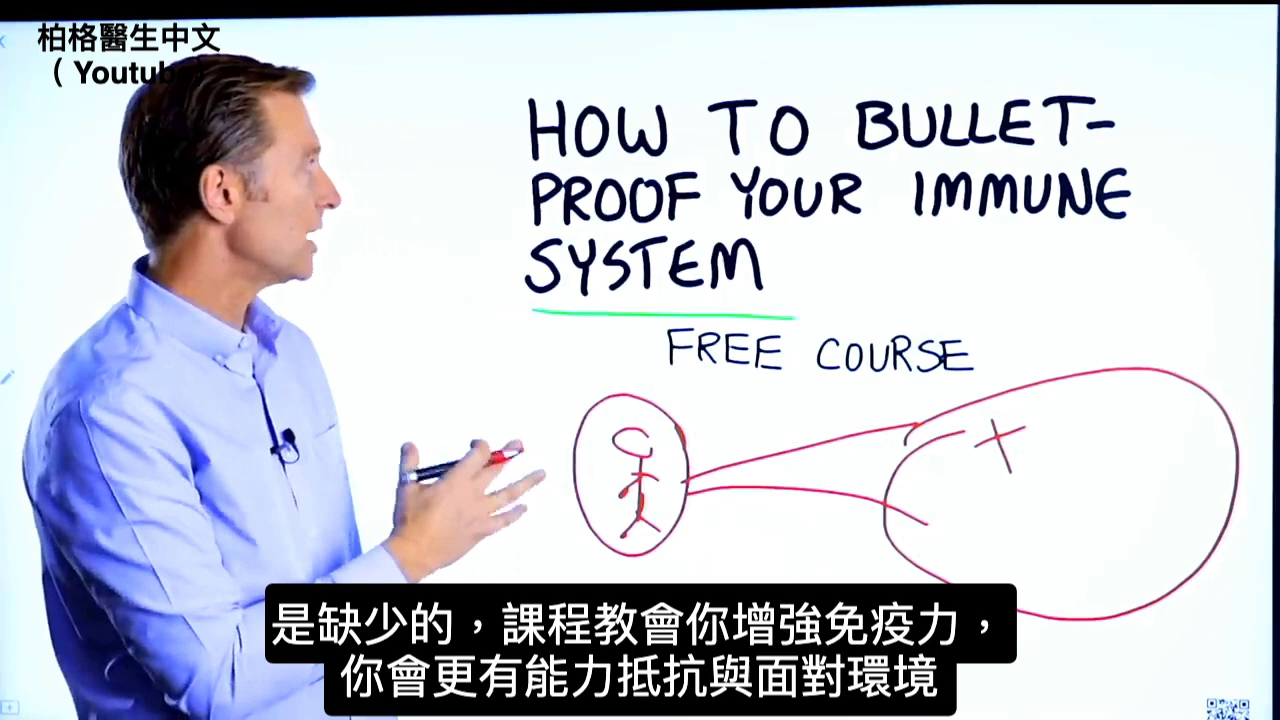 柏格醫生中文
（Youtube）
HOW TO BULLET-
PROOF YOUR IMMUNE
SYSTEM
FREE COURSE
是缺少的，課程教會你增強免疫力，
你會更有能力抵抗與面對環境